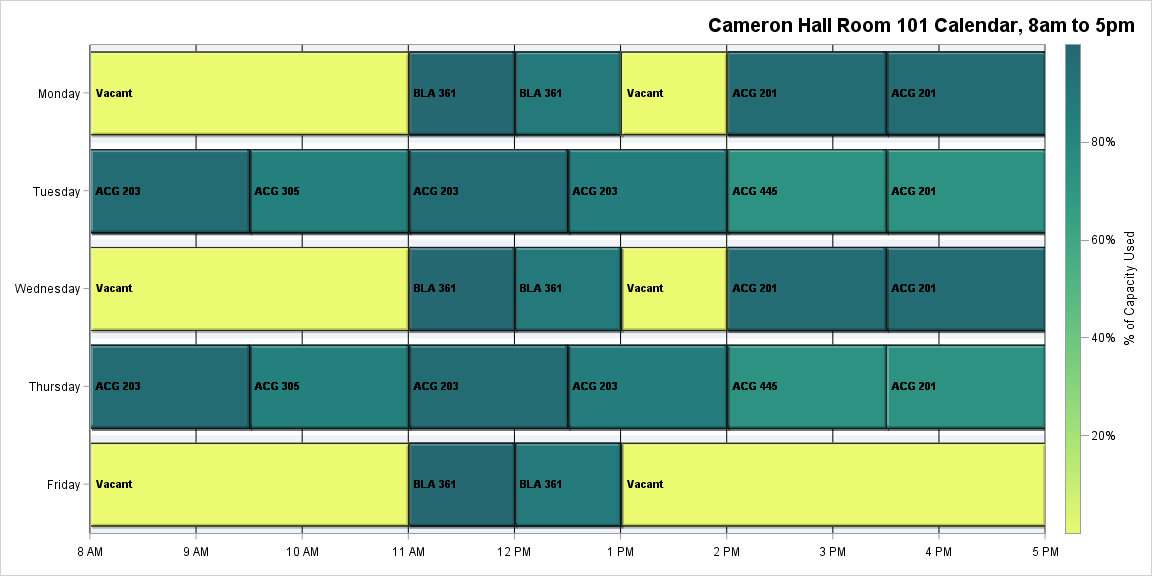 Cameron Hall Room 101 Calendar, 8am to 5pm
Monday Vacant BLA 361 BLA 361 Vacant ACG 201 ACG 201
Tuesday ACG 203 ACG 305 ACG 203 ACG 203 ACG 445 ACG 201
Wednesday Vacant BLA 361 BLA 361 Vacant ACG 201 ACG 201
Thursday ACG 203 ACG 305 ACG 203 ACG 203 ACG 445 ACG 201
Friday Vacant BLA 361 BLA 361 Vacant
8 AM 9 AM 10 AM 11 AM 12 PM 1 PM 2 PM 3 PM 4 PM 5 PM
80%
60%
40%
20%
% of Capacity Used